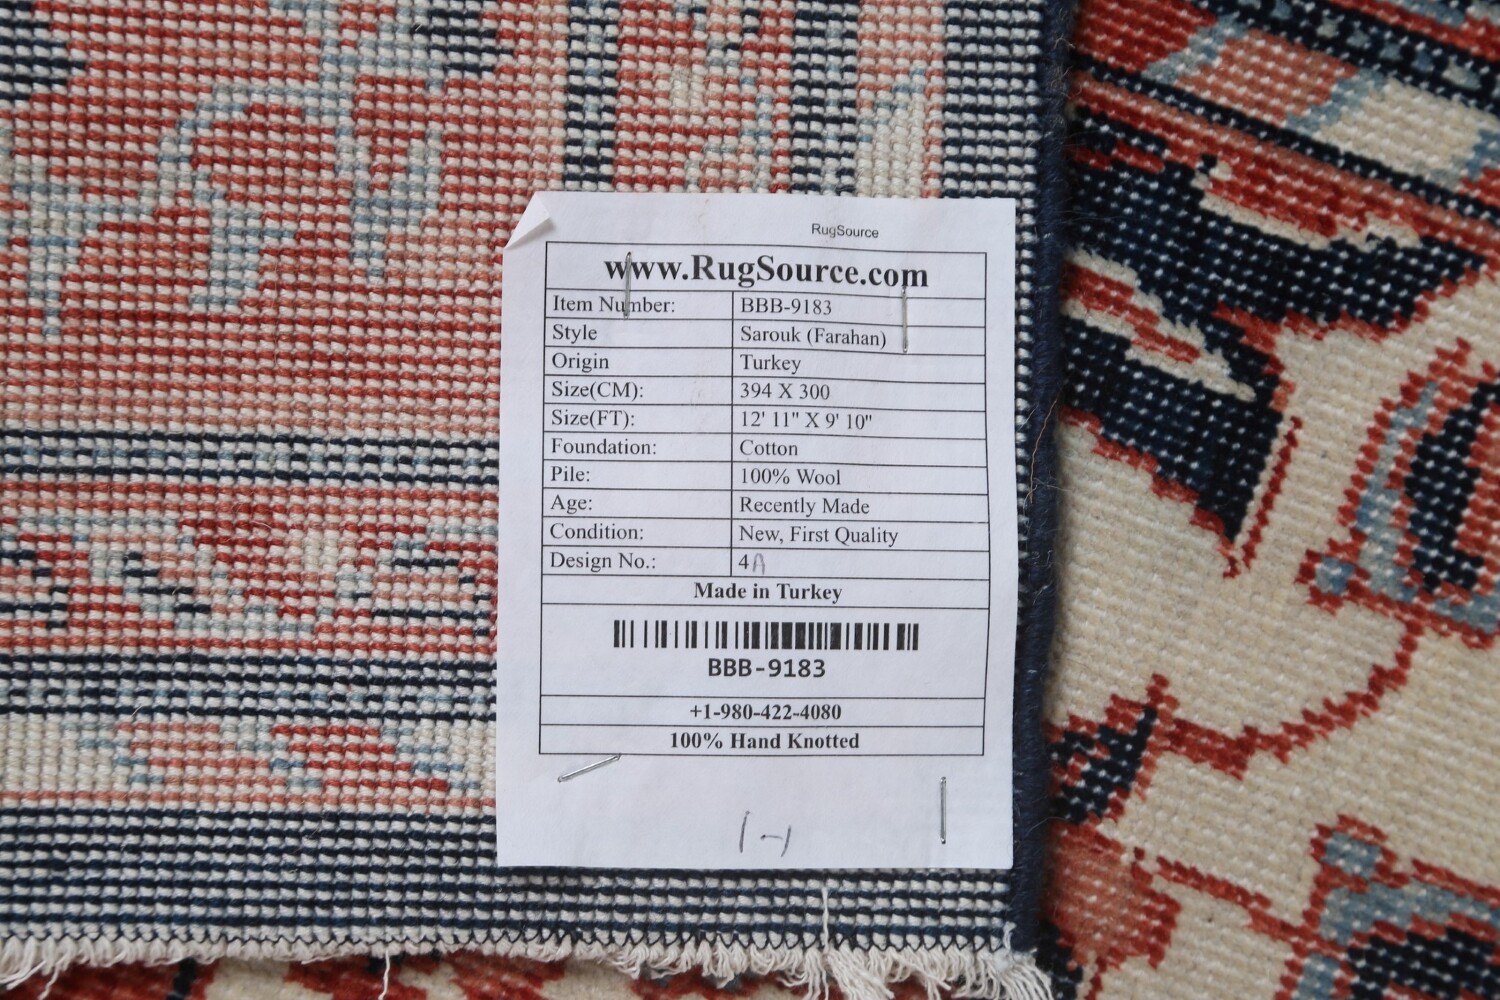 RugSource
www.RugSource.com
Item Number: BBB-9183
Style Sarouk (Farahan)
Origin Turkey
Size(CM): 394 X 300
Size(FT): 12' 11" X 9' 10"
Foundation: Cotton
Pile: 100% Wool
Age: Recently Made
Condition: New, First Quality
Design No.: 4A
Made in Turkey
BBB-9183
+1-980-422-4080
100% Hand Knotted
1-1